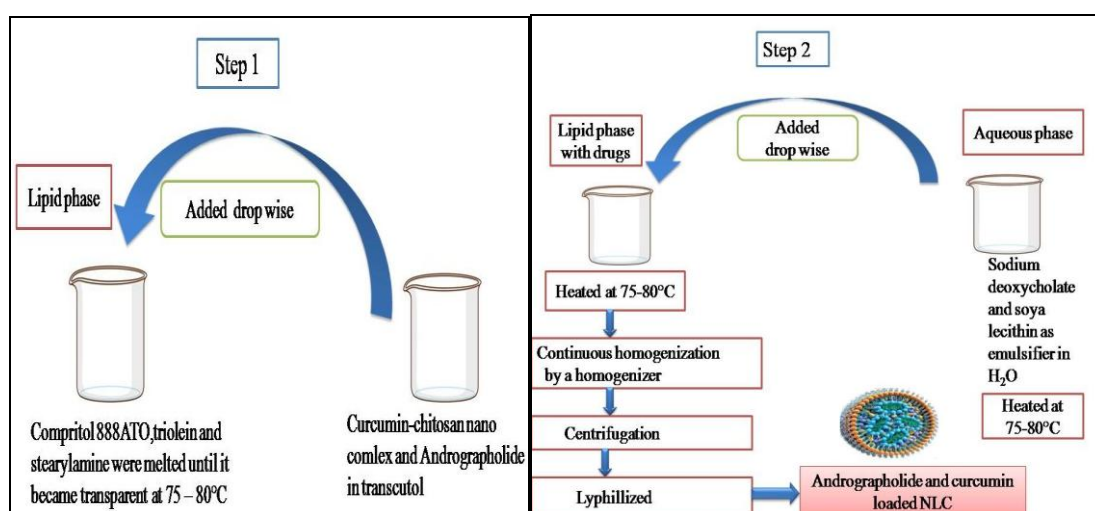 Step 1
Lipid phase
Added drop wise
Compritol 888 ATO, triolein and
stearylamine were melted until it
became transparent at 75 – 80°C
Curcumin-chitosan nano
comlex and Andrographolide
in transcutol
Step 2
Lipid phase
with drugs
Added
drop wise
Aqueous phase
Heated at 75-80°C
Continuous homogenization
by a homogenizer
Centrifugation
Lyphillized
Sodium
deoxycholate
and soya
lecithin as
emulsifier in
H₂O
Heated at
75-80°C
Andrographolide and curcumin
loaded NLC